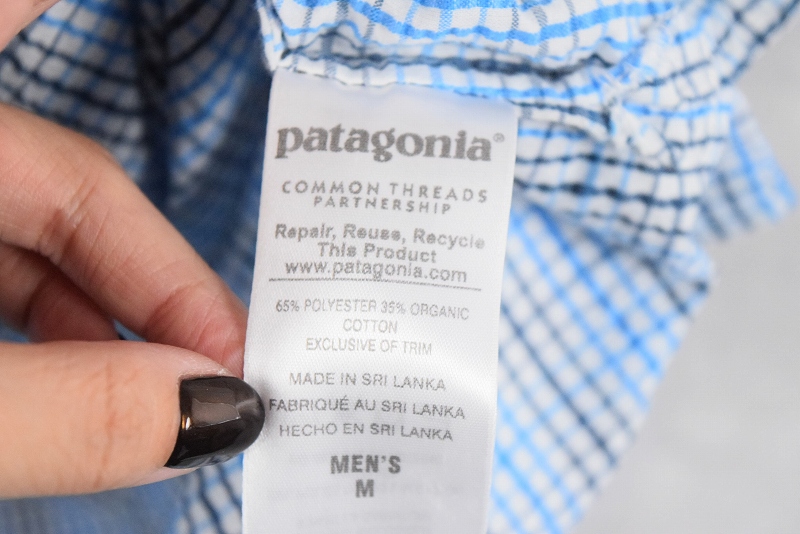 patagonia®
COMMON THREADS
PARTNERSHIP
Repair, Reuse, Recycle
This Product
www.patagonia.com
65% POLYESTER 35% ORGANIC
COTTON
EXCLUSIVE OF TRIM
MADE IN SRI LANKA
FABRIQUÉ AU SRI LANKA
HECHO EN SRI LANKA
MEN'S
M